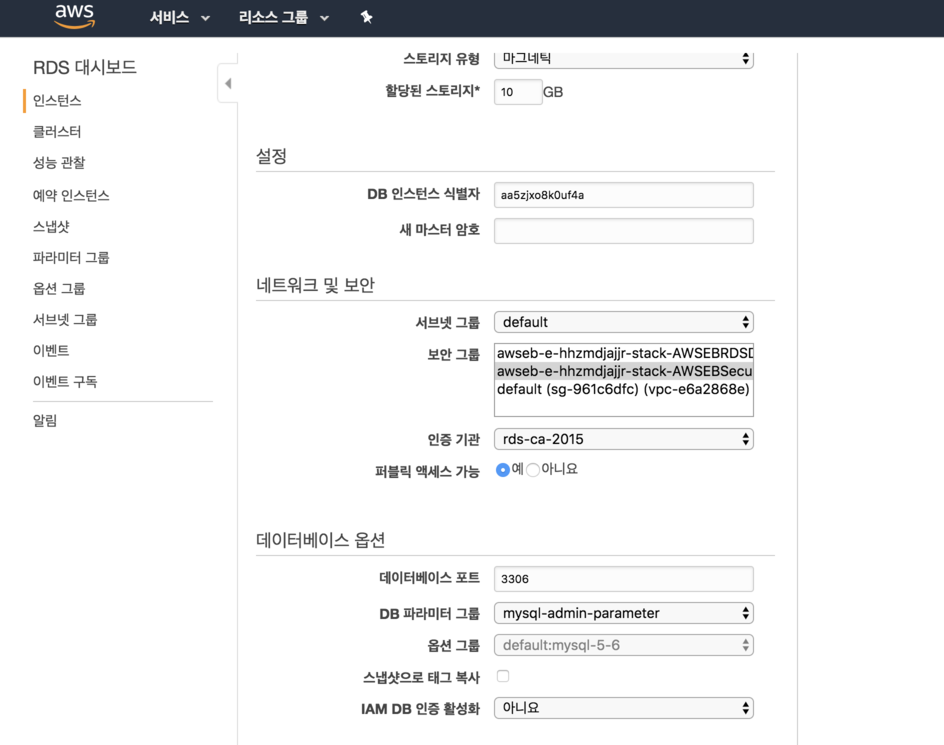 aws 서비스 리소스 그룹
RDS 대시보드
인스턴스
클러스터
성능 관찰
예약 인스턴스
스냅샷
파라미터 그룹
옵션 그룹
서브넷 그룹
이벤트
이벤트 구독
알림
스토리지 유형 마그네틱
할당된 스토리지* 10 GB
설정
DB 인스턴스 식별자 aa5zjxo8k0uf4a
새 마스터 암호
네트워크 및 보안
서브넷 그룹 default
보안 그룹 awseb-e-hhzmdjajjr-stack-AWSEBRDSD
awseb-e-hhzmdjajjr-stack-AWSEBSecu
default (sg-961c6dfc) (vpc-e6a2868e)
인증 기관 rds-ca-2015
퍼블릭 액세스 가능 예 아니요
데이터베이스 옵션
데이터베이스 포트 3306
DB 파라미터 그룹 mysql-admin-parameter
옵션 그룹 default:mysql-5-6
스냅샷으로 태그 복사
IAM DB 인증 활성화 아니요